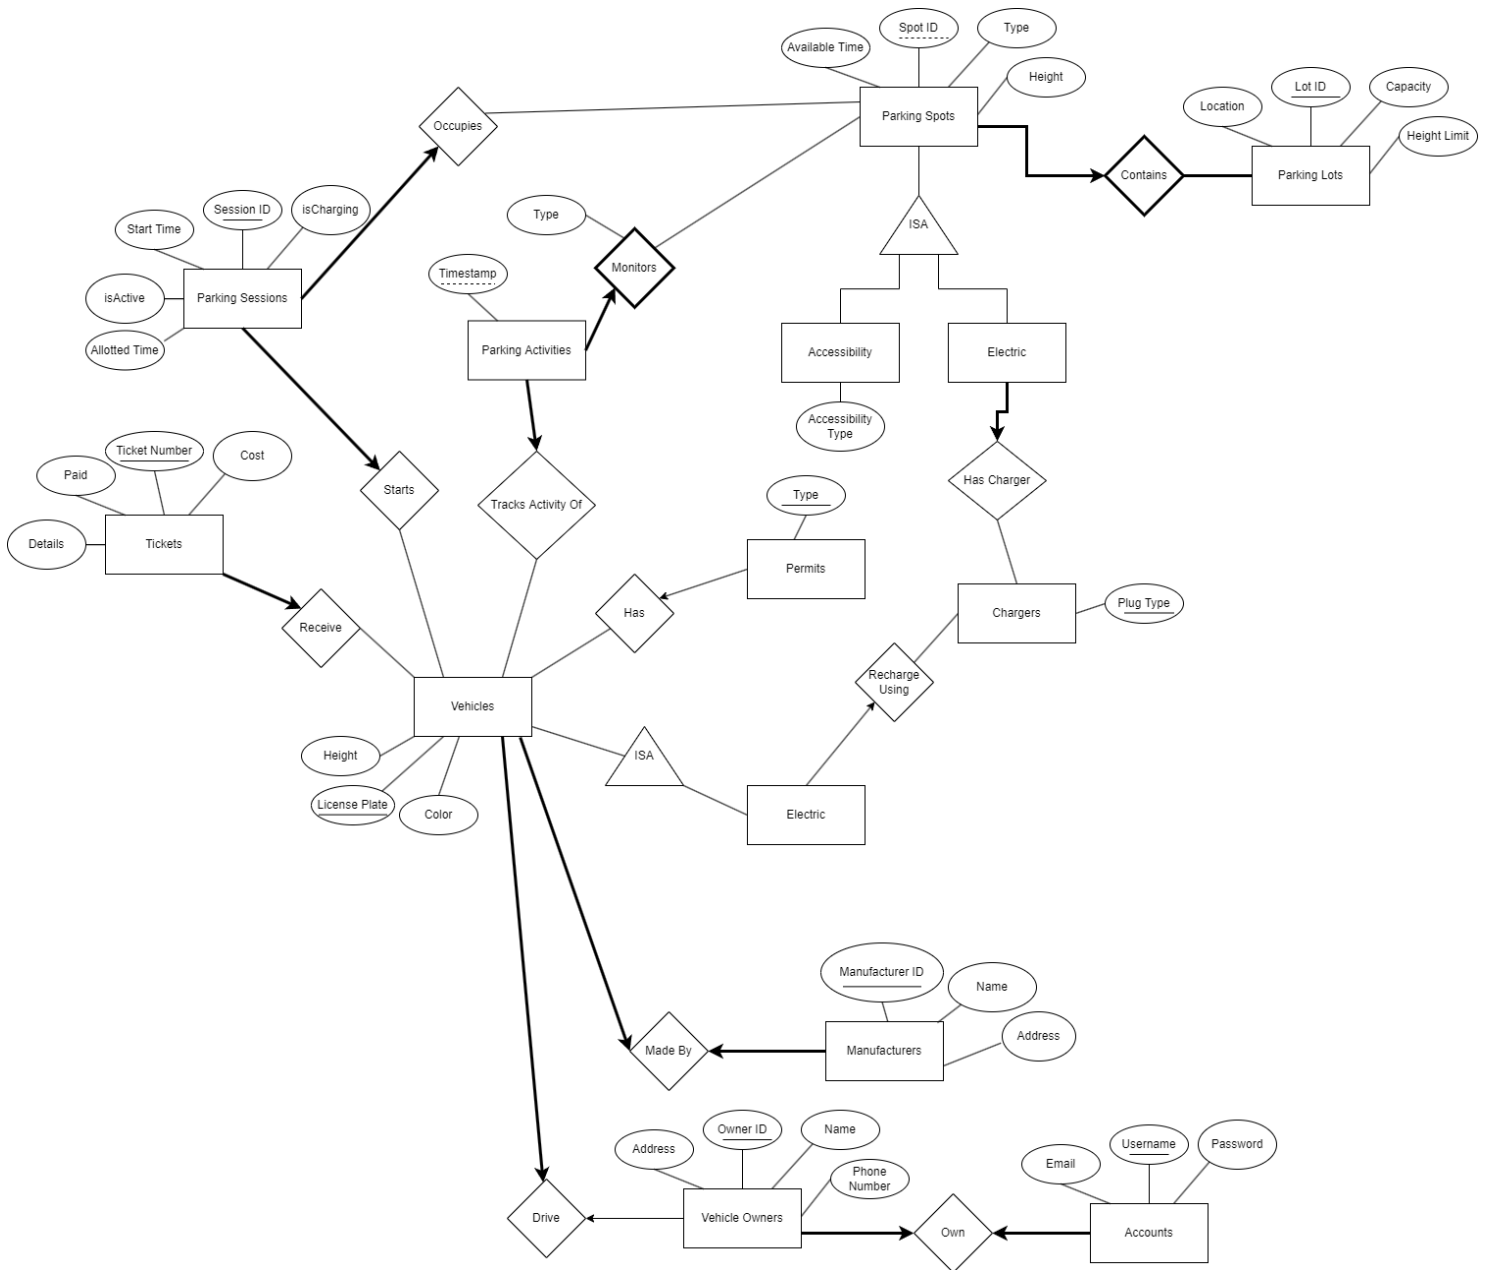 Spot ID
Type
Available Time
Height
Lot ID
Capacity
Location
Height Limit
Parking Spots
Occupies
Contains
Parking Lots
Session ID
isCharging
Type
Start Time
ISA
Monitors
Timestamp
isActive
Parking Sessions
Allotted Time
Parking Activities
Accessibility
Electric
Accessibility
Type
Ticket Number
Cost
Paid
Has Charger
Starts
Type
Tracks Activity Of
Details
Tickets
Permits
Plug Type
Has
Chargers
Receive
Recharge
Using
Vehicles
Height
ISA
License Plate
Color
Electric
Manufacturer ID
Name
Address
Made By
Manufacturers
Owner ID
Name
Address
Phone
Number
Username
Password
Email
Drive
Vehicle Owners
Own
Accounts